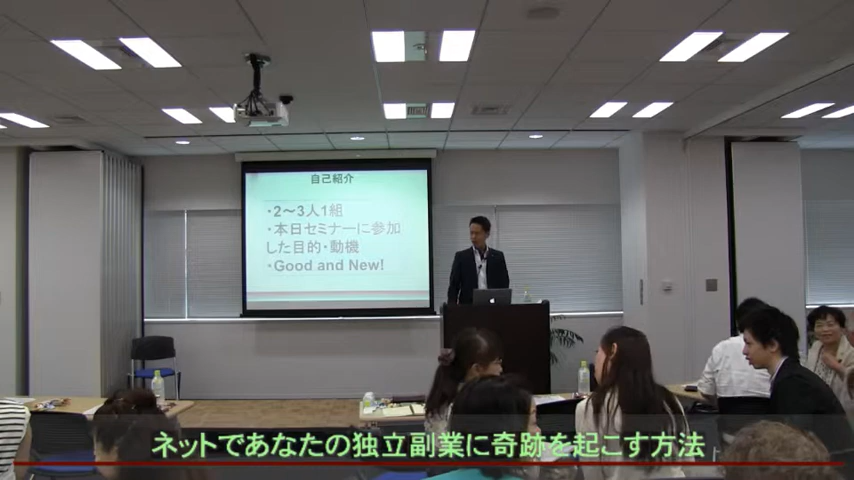 自己紹介
・2～3人1組
・本日セミナーに参加
した目的・動機
・Good and New!
ネットであなたの独立副業に奇跡を起こす方法